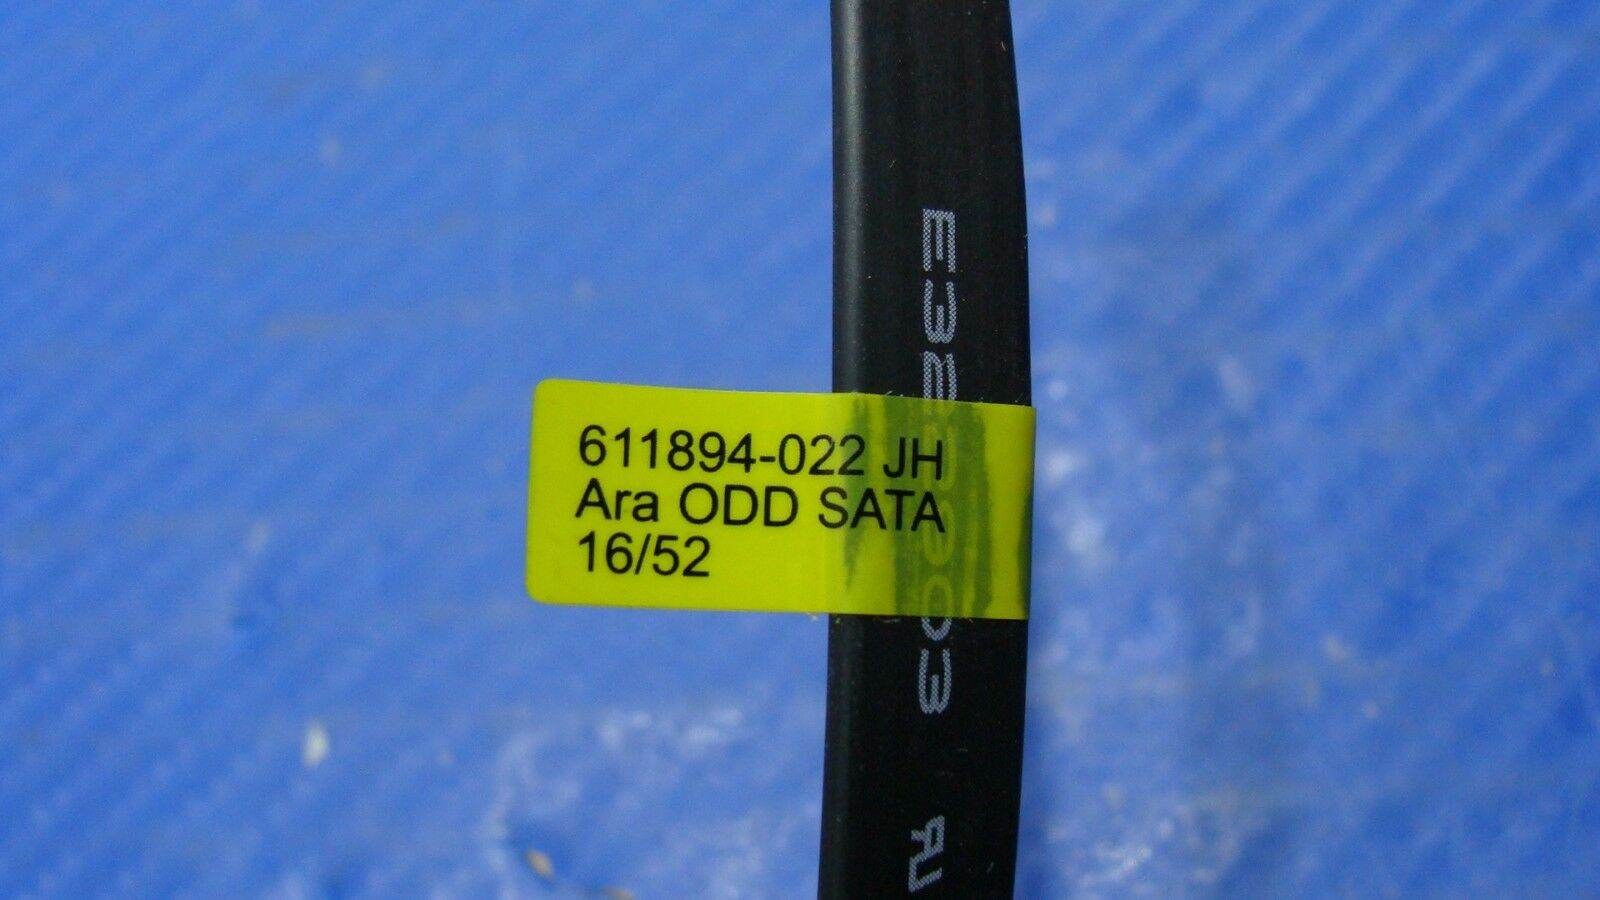 611894-022 JH
Ara ODD SATA
16/52